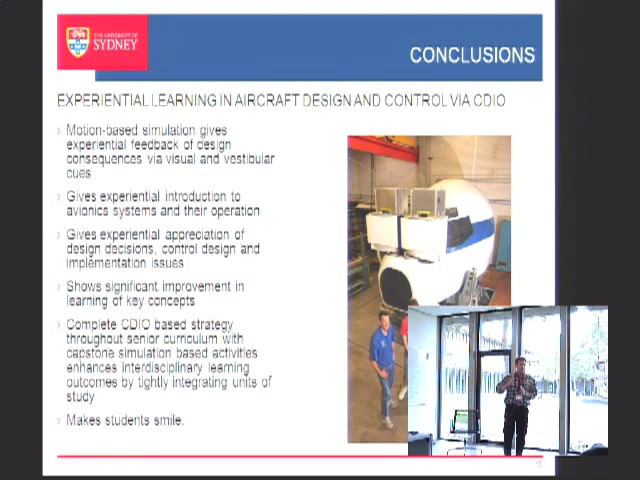 THE UNIVERSITY OF
SYDNEY
CONCLUSIONS
EXPERIENTIAL LEARNING IN AIRCRAFT DESIGN AND CONTROL VIA CDIO
› Motion-based simulation gives
experiential feedback of design
consequences via visual and vestibular
cues
› Gives experiential introduction to
avionics systems and their operation
› Gives experiential appreciation of
design decisions, control design and
implementation issues
› Shows significant improvement in
learning of key concepts
› Complete CDIO based strategy
throughout senior curriculum with
capstone simulation based activities
enhances interdisciplinary learning
outcomes by tightly integrating units of
study
› Makes students smile.